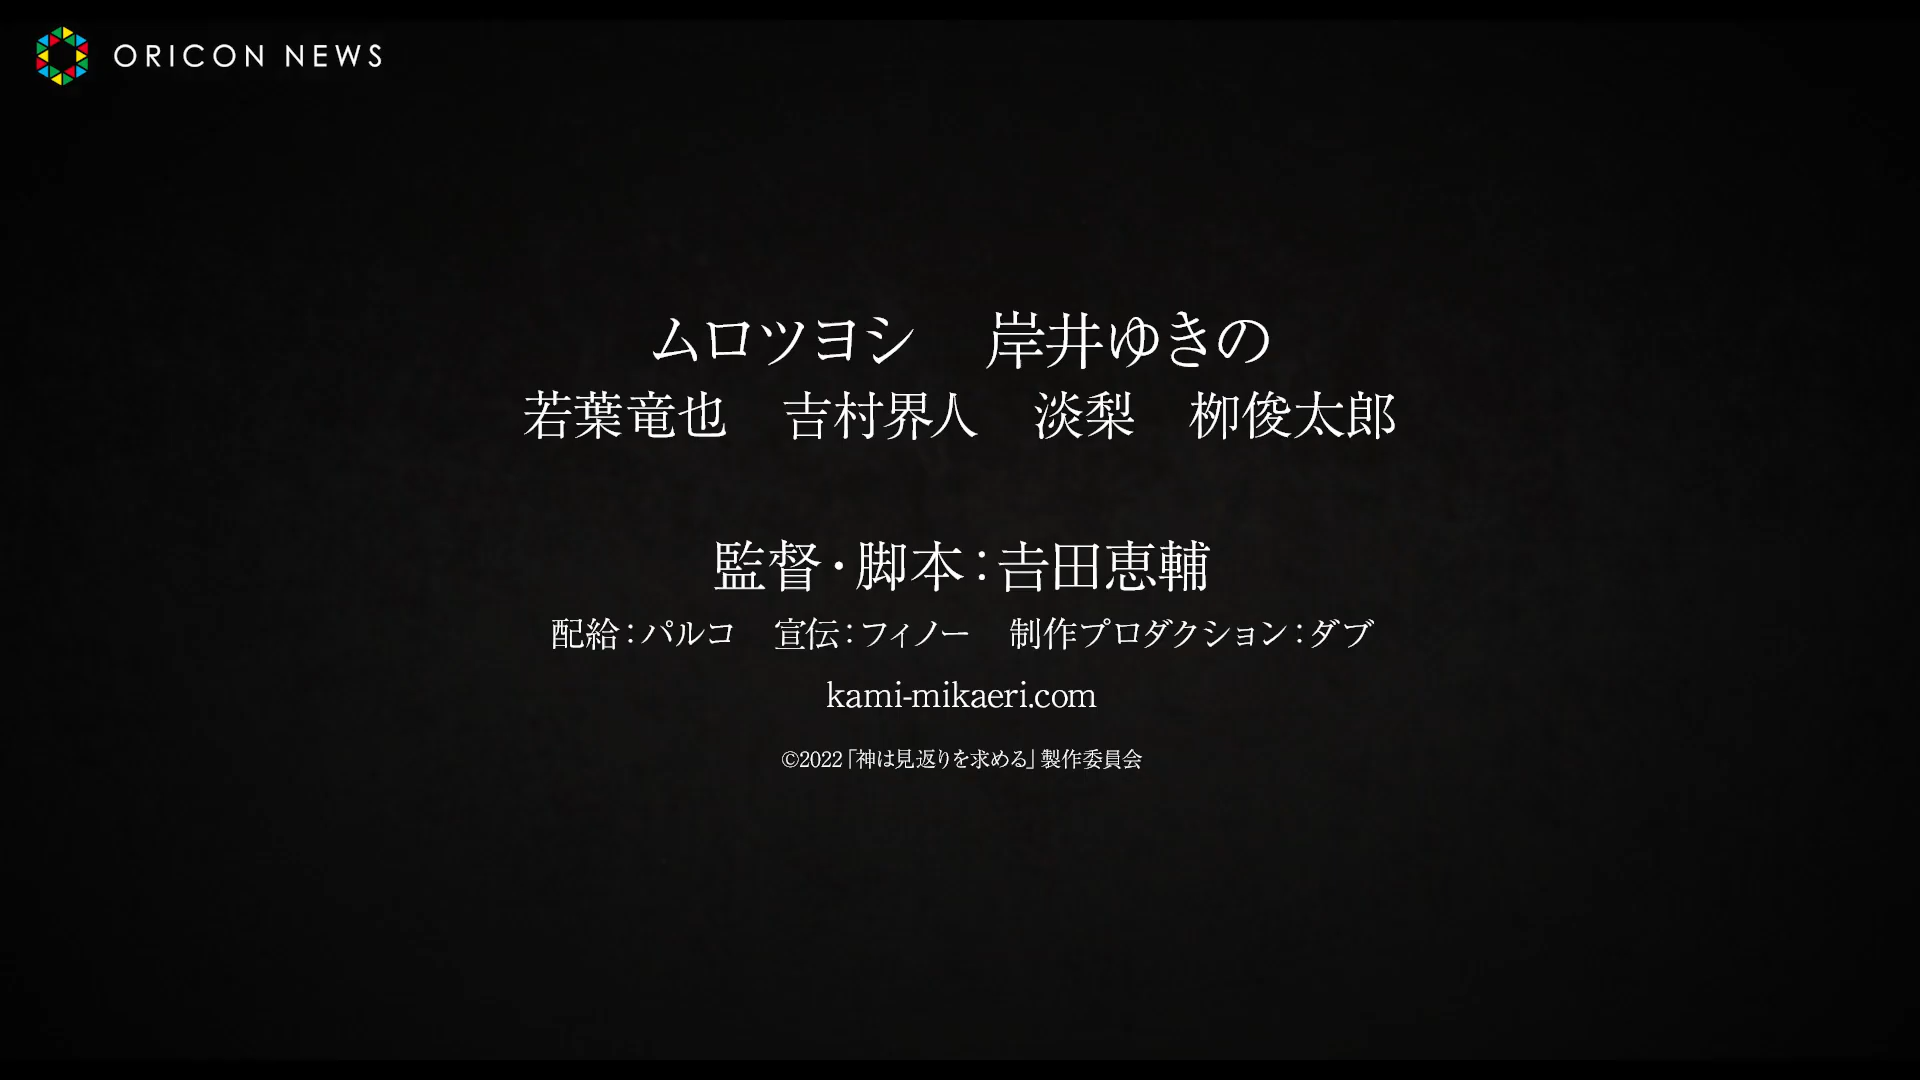 ORICON NEWS
ムロツヨシ　岸井ゆきの
若葉竜也　吉村界人　淡梨　栁俊太郎
監督・脚本：𠮷田恵輔
配給：パルコ　宣伝：フィノー　制作プロダクション：ダブ
kami-mikaeri.com
©2022「神は見返りを求める」製作委員会